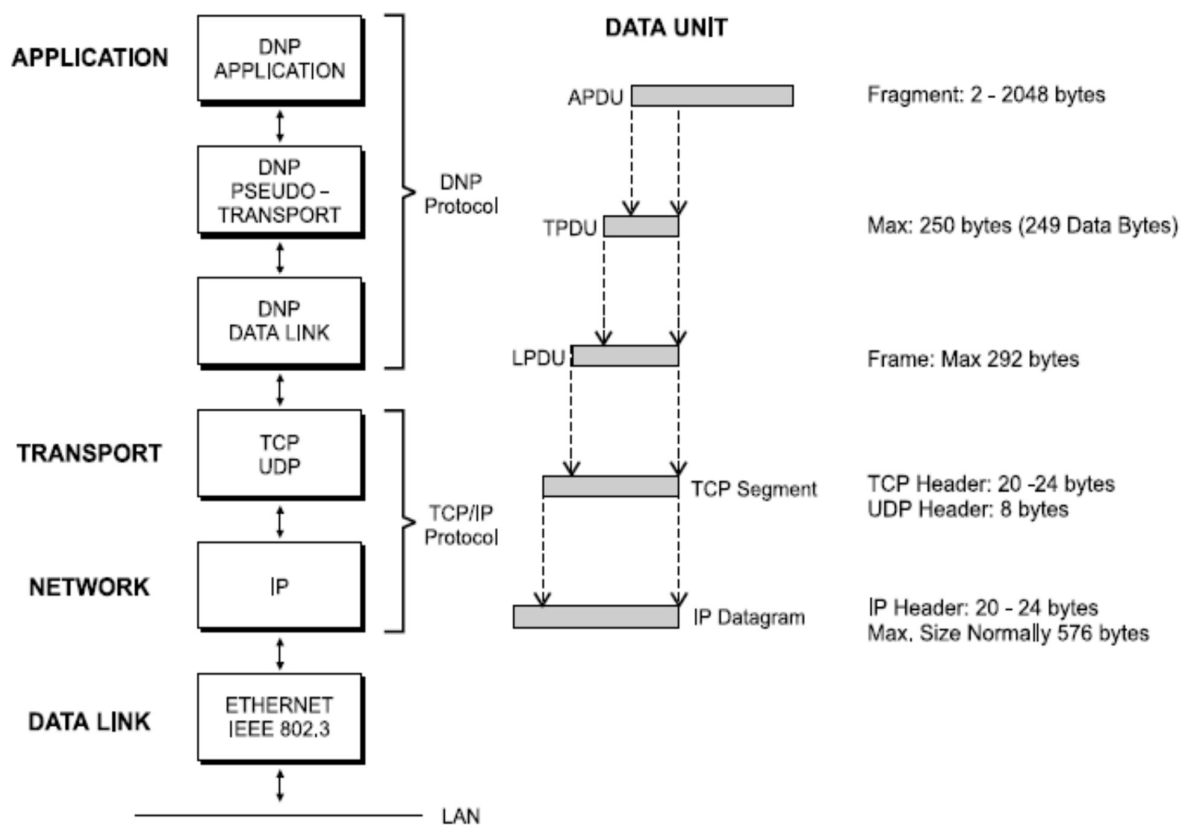 DATA UNIT
APPLICATION
DNP
APPLICATION
APDU
Fragment: 2 - 2048 bytes
DNP
PSEUDO –
TRANSPORT
DNP
Protocol
TPDU
Max: 250 bytes (249 Data Bytes)
DNP
DATA LINK
LPDU
Frame: Max 292 bytes
TRANSPORT
TCP
UDP
TCP Segment
TCP Header: 20 -24 bytes
UDP Header: 8 bytes
TCP/IP
Protocol
NETWORK
IP
IP Datagram
IP Header: 20 - 24 bytes
Max. Size Normally 576 bytes
DATA LINK
ETHERNET
IEEE 802.3
LAN